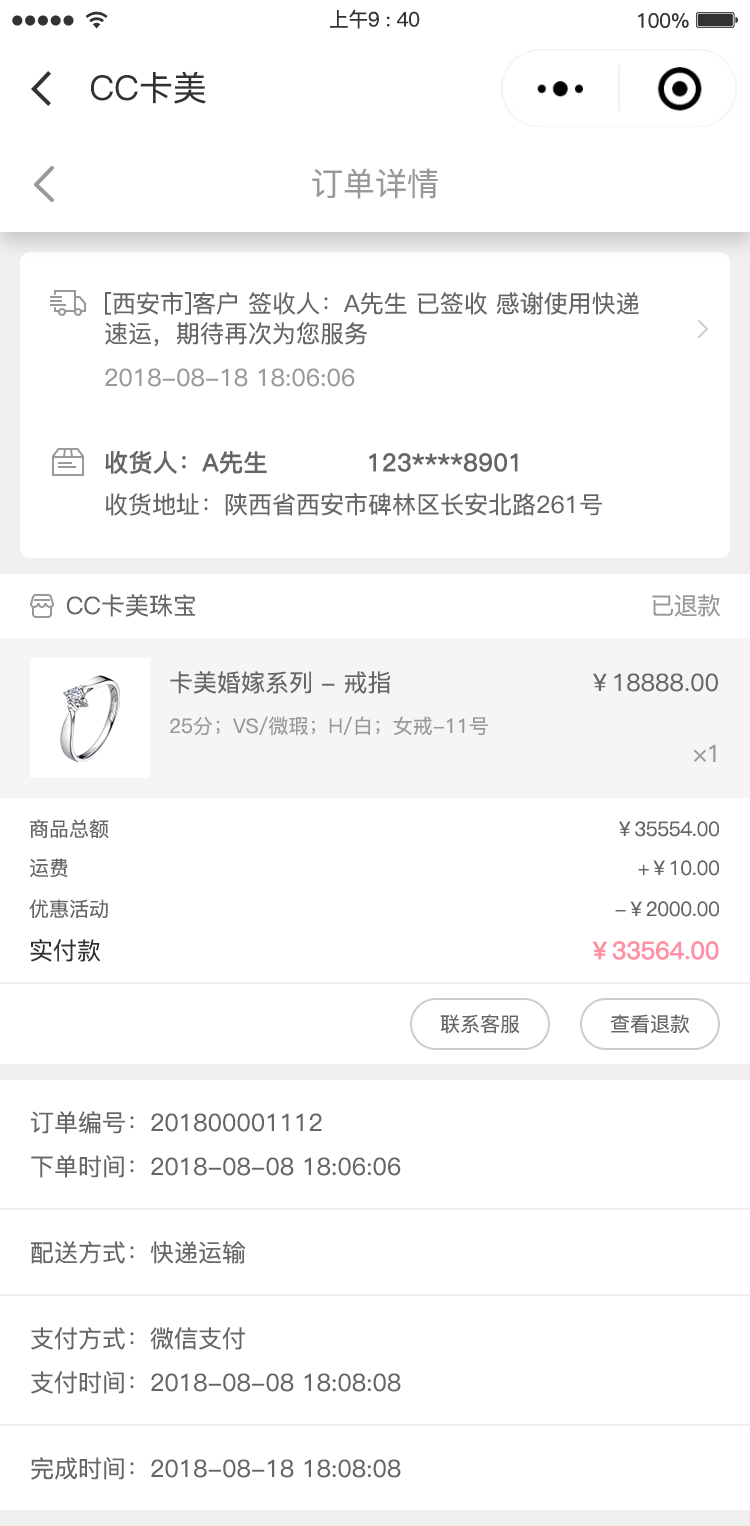 上午9 : 40
100%
CC卡美
订单详情
[西安市]客户 签收人：A先生 已签收 感谢使用快递
速运，期待再次为您服务
2018-08-18 18:06:06
收货人：A先生 123****8901
收货地址：陕西省西安市碑林区长安北路261号
CC卡美珠宝 已退款
卡美婚嫁系列 – 戒指 ¥18888.00
25分；VS/微瑕；H/白；女戒-11号
×1
商品总额 ¥35554.00
运费 +¥10.00
优惠活动 -¥2000.00
实付款 ¥33564.00
联系客服 查看退款
订单编号：201800001112
下单时间：2018-08-08 18:06:06
配送方式：快递运输
支付方式：微信支付
支付时间：2018-08-08 18:08:08
完成时间：2018-08-18 18:08:08